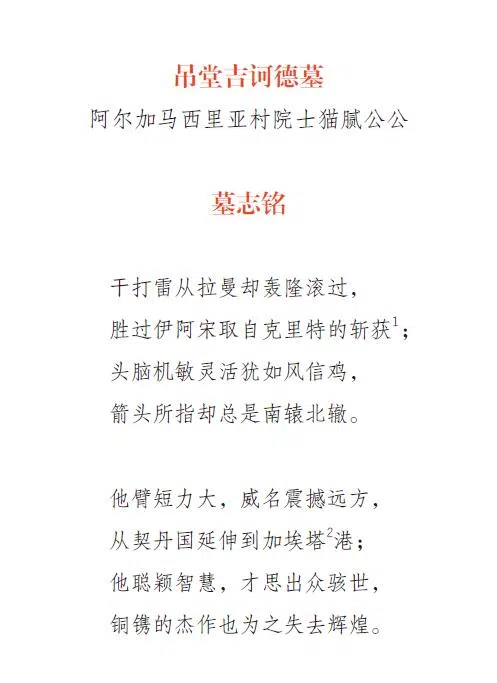 吊堂吉诃德墓
阿尔加马西里亚村院士猫腻公公
墓志铭
干打雷从拉曼却轰隆滚过，
胜过伊阿宋取自克里特的斩获1；
头脑机敏灵活犹如风信鸡，
箭头所指却总是南辕北辙。
他臂短力大，威名震撼远方，
从契丹国延伸到加埃塔2港；
他聪颖智慧，才思出众骇世，
铜镌的杰作也为之失去辉煌。